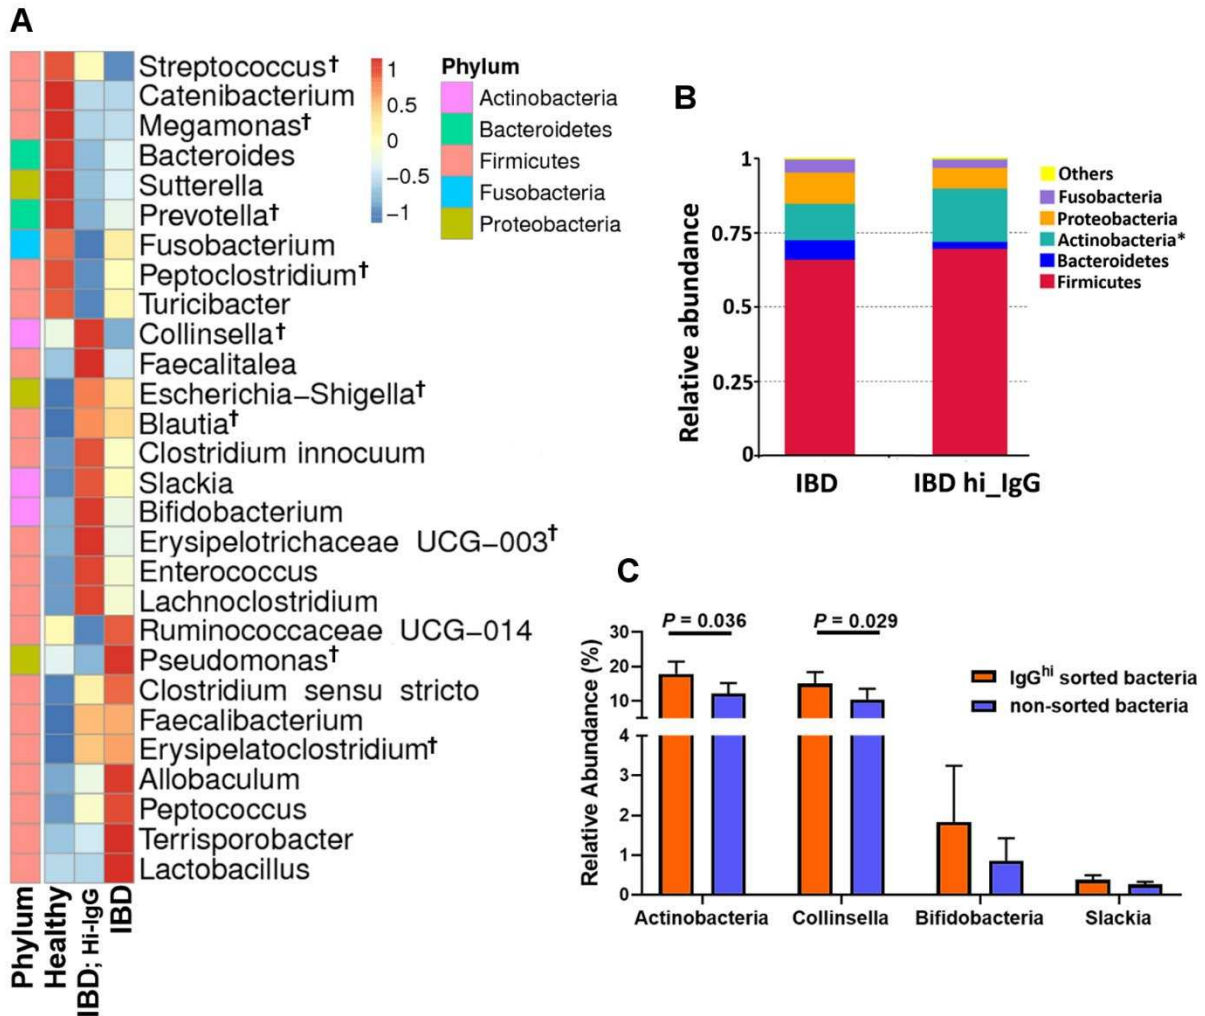 A
Streptococcus†
Catenibacterium
Megamonas†
Bacteroides
Sutterella
Prevotella†
Fusobacterium
Peptoclostridium†
Turicibacter
Collinsella†
Faecalitalea
Escherichia−Shigella†
Blautia†
Clostridium innocuum
Slackia
Bifidobacterium
Erysipelotrichaceae UCG−003†
Enterococcus
Lachnoclostridium
Ruminococcaceae UCG−014
Pseudomonas†
Clostridium sensu stricto
Faecalibacterium
Erysipelatoclostridium†
Allobaculum
Peptococcus
Terrisporobacter
Lactobacillus
Phylum
Healthy
IBD; Hi-IgG
IBD
1
0.5
0
−0.5
−1
Phylum
Actinobacteria
Bacteroidetes
Firmicutes
Fusobacteria
Proteobacteria
B
Relative abundance
1
0.75
0.5
0.25
0
IBD
IBD hi_IgG
Others
Fusobacteria
Proteobacteria
Actinobacteria*
Bacteroidetes
Firmicutes
C
Relative Abundance (%)
30
20
10
4
3
2
1
0
P = 0.036
P = 0.029
IgGhi sorted bacteria
non-sorted bacteria
Actinobacteria
Collinsella
Bifidobacteria
Slackia